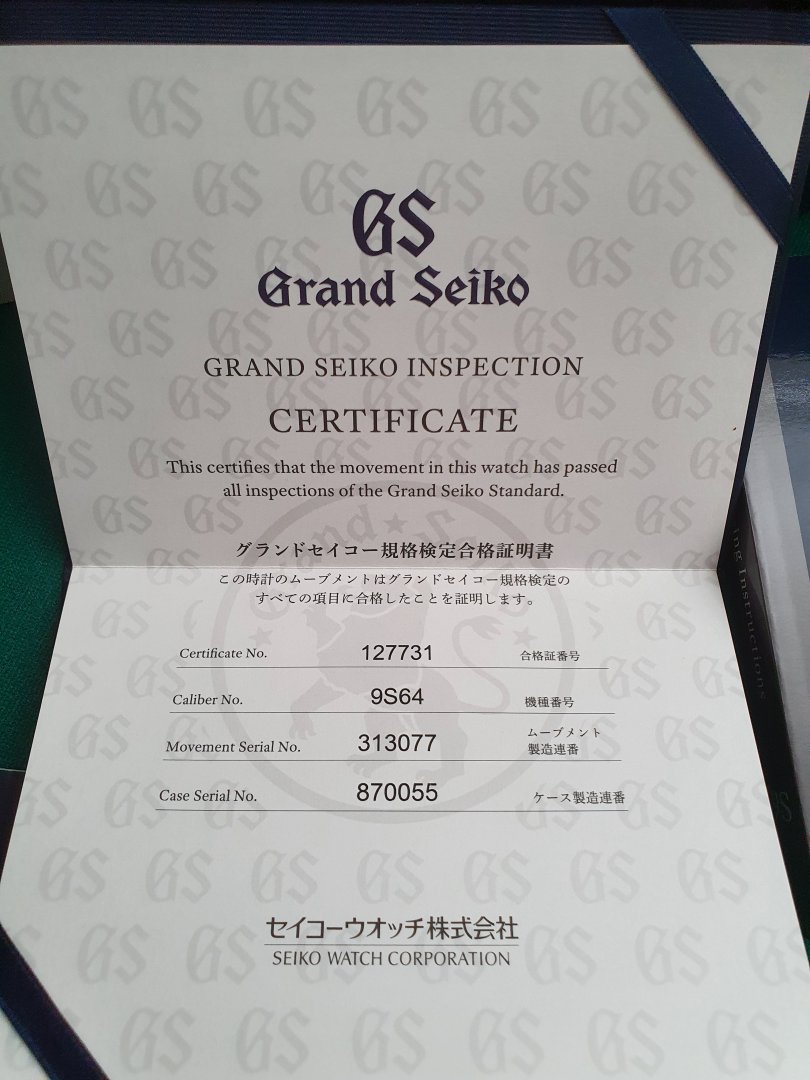 GS
Grand Seiko
GRAND SEIKO INSPECTION
CERTIFICATE
This certifies that the movement in this watch has passed
all inspections of the Grand Seiko Standard.
グランドセイコー規格検定合格証明書
この時計のムーブメントはグランドセイコー規格検定の
すべての項目に合格したことを証明します。
Certificate No. 127731 合格証番号
Caliber No. 9S64 機種番号
Movement Serial No. 313077 ムーブメント
製造連番
Case Serial No. 870055 ケース製造連番
セイコーウオッチ株式会社
SEIKO WATCH CORPORATION
ing Instructions